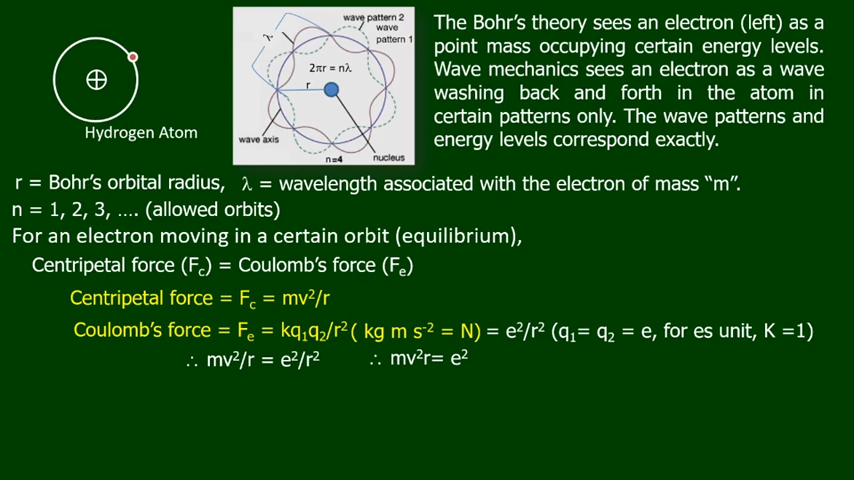 The Bohr's theory sees an electron (left) as a
point mass occupying certain energy levels.
Wave mechanics sees an electron as a wave
washing back and forth in the atom in
certain patterns only. The wave patterns and
energy levels correspond exactly.
Hydrogen Atom
wave pattern 2
wave
pattern 1
λ
2πr = nλ
r
wave axis
n=4
nucleus
r = Bohr's orbital radius, λ = wavelength associated with the electron of mass "m".
n = 1, 2, 3, …. (allowed orbits)
For an electron moving in a certain orbit (equilibrium),
Centripetal force (Fc) = Coulomb's force (Fe)
Centripetal force = Fc = mv²/r
Coulomb's force = Fe = kq₁q₂/r² ( kg m s⁻² = N) = e²/r² (q₁= q₂ = e, for es unit, K =1)
∴ mv²/r = e²/r² ∴ mv²r= e²